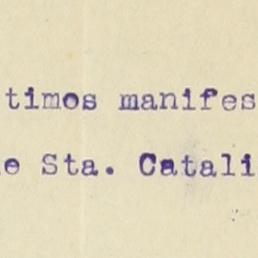 timos manifes
e Sta. Catali